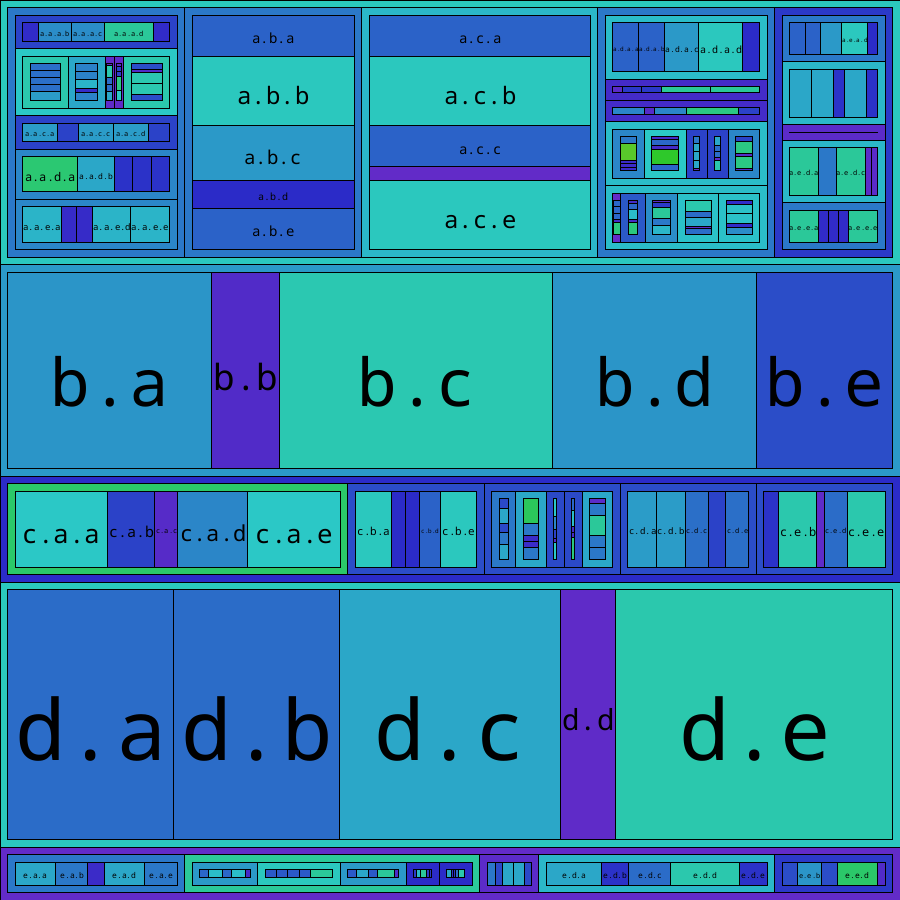 a.a.a.b a.a.a.c a.a.a.d
a.a.c.a a.a.c.c a.a.c.d
a.a.d.a a.a.d.b
a.a.e.a a.a.e.d a.a.e.e
a.b.a
a.b.b
a.b.c
a.b.d
a.b.e
a.c.a
a.c.b
a.c.c
a.c.e
a.d.a.a a.d.a.b a.d.a.c a.d.a.d
a.e.a.d
a.e.d.a a.e.d.c
a.e.e.a a.e.e.e
b.a b.b b.c b.d b.e
c.a.a c.a.b c.a.c c.a.d c.a.e
c.b.a c.b.d c.b.e
c.d.a c.d.b c.d.c c.d.e
c.e.b c.e.d c.e.e
d.a d.b d.c d.d d.e
e.a.a e.a.b e.a.d e.a.e
e.d.a e.d.b e.d.c e.d.d e.d.e
e.e.b e.e.d